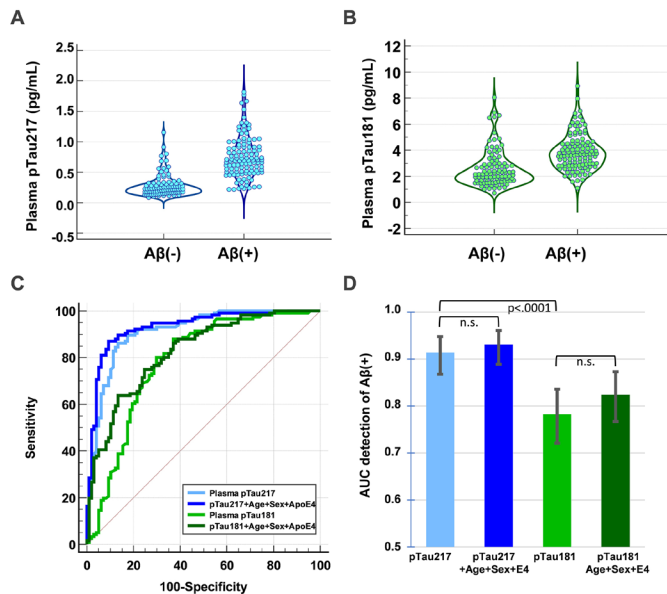 A
Plasma pTau217 (pg/mL)
2.5
2.0
1.5
1.0
0.5
0.0
-0.5
Aβ(-)
Aβ(+)
B
Plasma pTau181 (pg/mL)
12
10
8
6
4
2
0
-2
Aβ(-)
Aβ(+)
C
Sensitivity
100
80
60
40
20
0
Plasma pTau217
pTau217+Age+Sex+ApoE4
Plasma pTau181
pTau181+Age+Sex+ApoE4
0
20
40
60
80
100
100-Specificity
D
AUC detection of Aβ(+)
1.0
0.9
0.8
0.7
0.6
0.5
p<.0001
n.s.
n.s.
pTau217
pTau217
+Age+Sex+E4
pTau181
pTau181
Age+Sex+E4